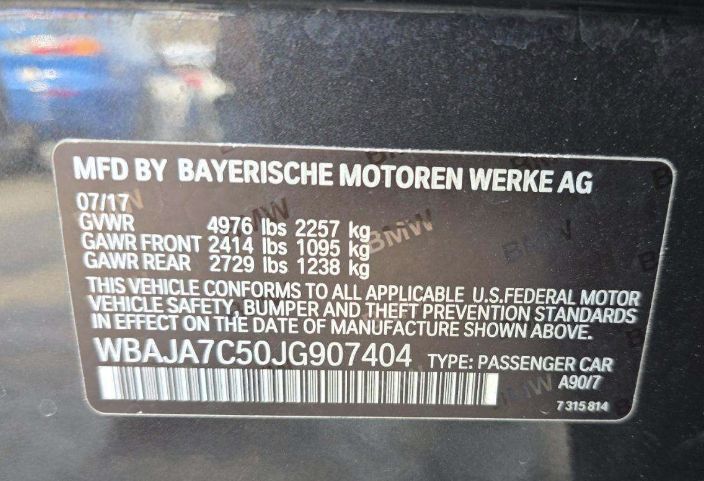 MFD BY BAYERISCHE MOTOREN WERKE AG
07/17
GVWR 4976 lbs 2257 kg
GAWR FRONT 2414 lbs 1095 kg
GAWR REAR 2729 lbs 1238 kg
THIS VEHICLE CONFORMS TO ALL APPLICABLE U.S.FEDERAL MOTOR
VEHICLE SAFETY, BUMPER AND THEFT PREVENTION STANDARDS
IN EFFECT ON THE DATE OF MANUFACTURE SHOWN ABOVE.
WBAJA7C50JG907404 TYPE: PASSENGER CAR
A90/7
7 315 814